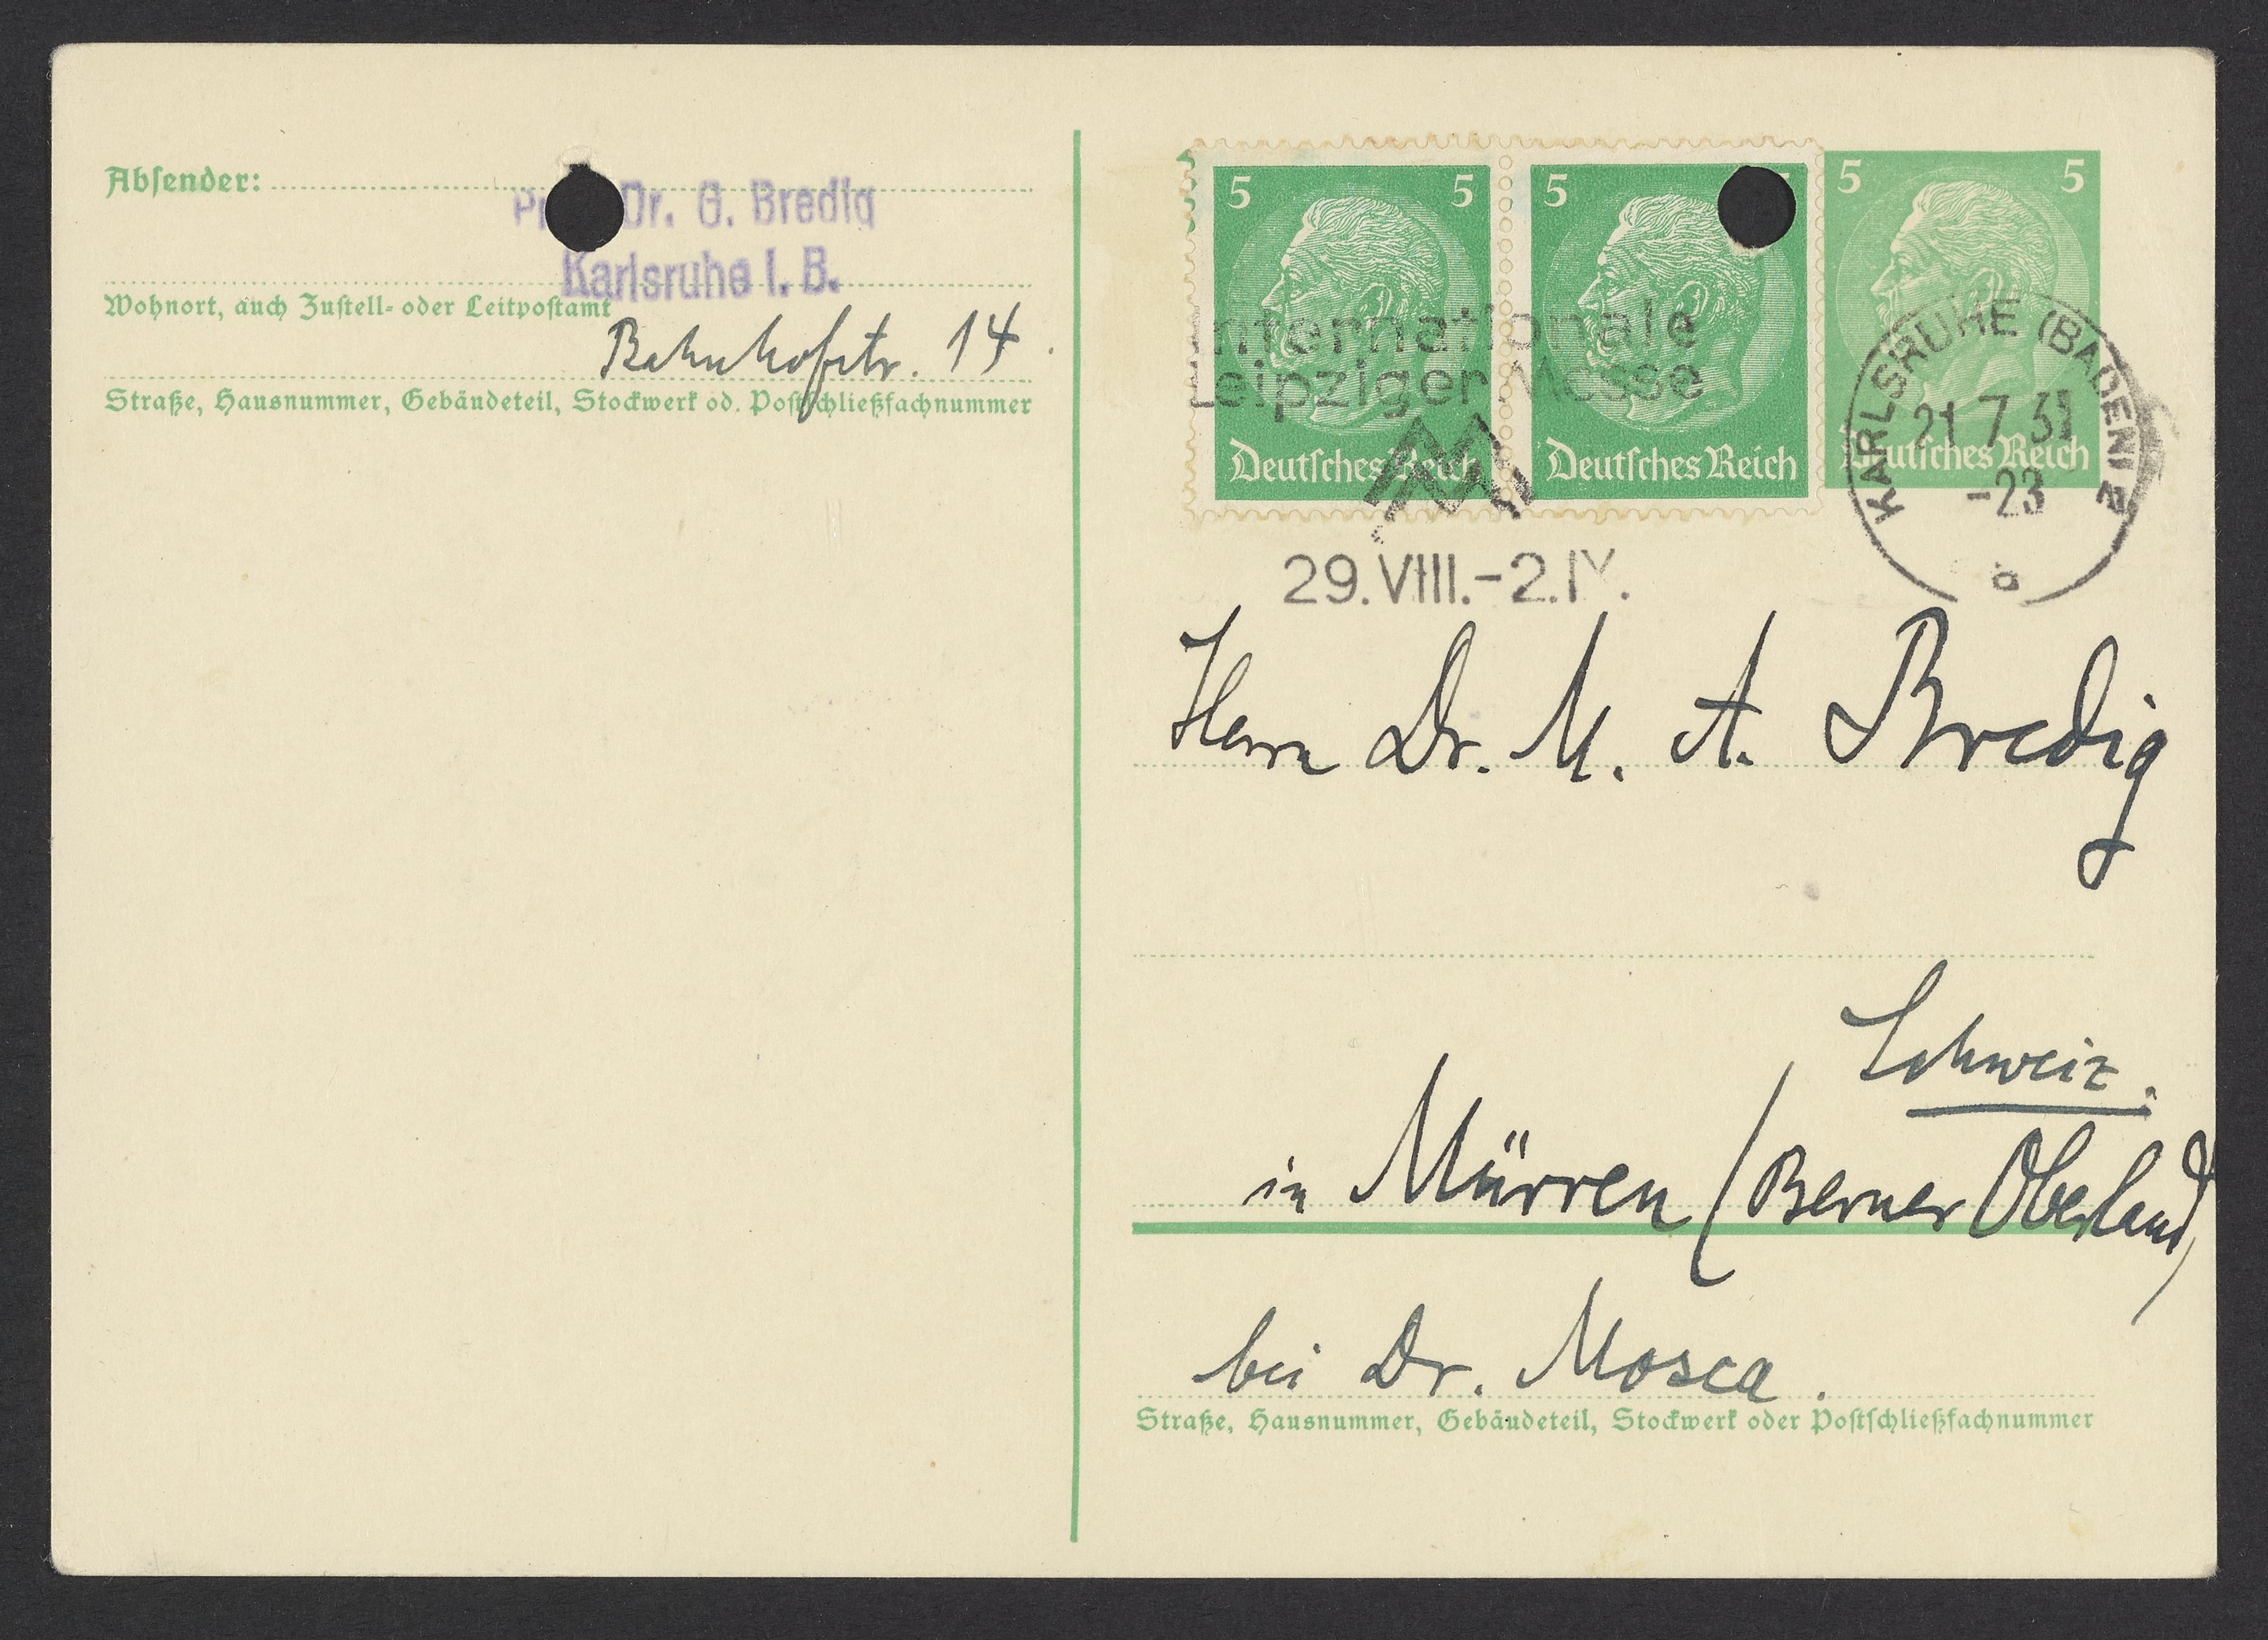 Absender:
Dr. G. Bredig
Karlsruhe I. B.
Wohnort, auch Zustell- oder Leitpostamt
Bahnhofstr. 14.
Straße, Hausnummer, Gebäudeteil, Stockwerk od. Postschließfachnummer
5 5 5 5 5
Internationale
Leipziger Messe
Deutsches Reich Deutsches Reich Deutsches Reich
29. VIII.-2.IX.
KARLSRUHE (BADEN) 2
21 7
-23
Herrn Dr. M. A. Bredig
Schweiz.
in Mürren (Berner Oberland)
bei Dr. Mosca.
Straße, Hausnummer, Gebäudeteil, Stockwerk oder Postschließfachnummer